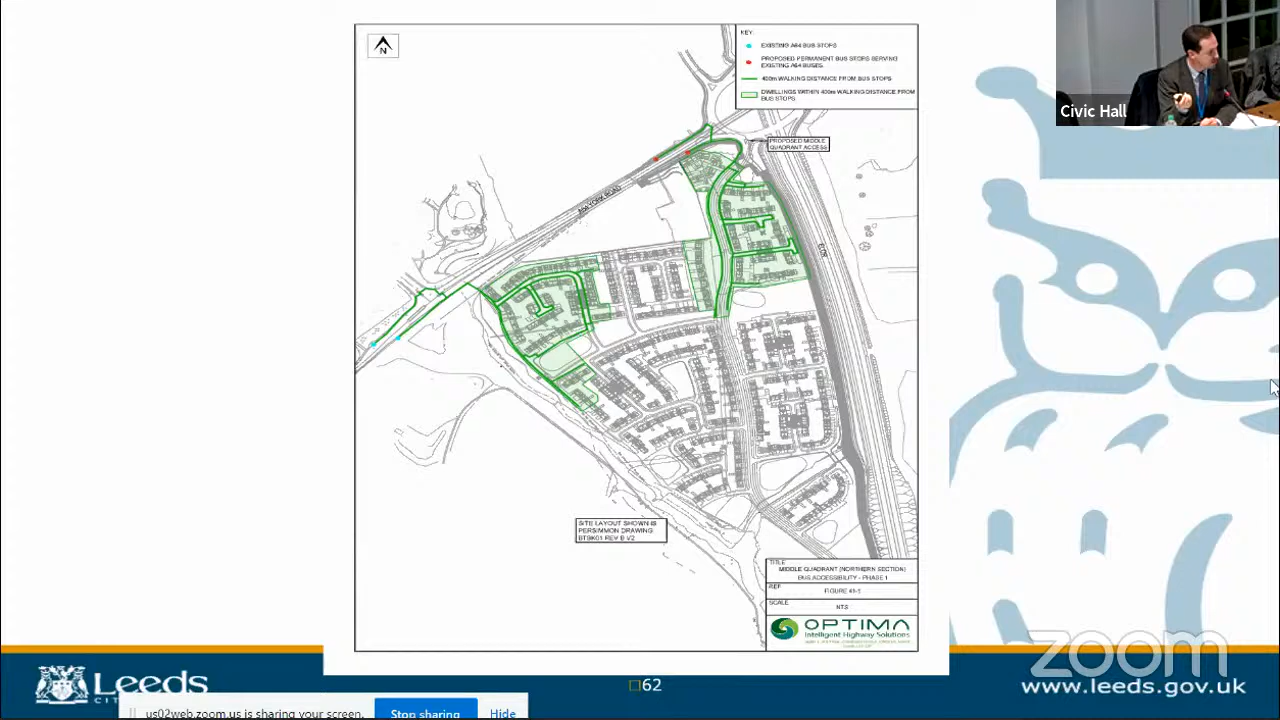 N
KEY:
EXISTING A64 BUS STOPS
PROPOSED PERMANENT BUS STOPS SERVING
EXISTING A64 BUSES
400m WALKING DISTANCE FROM BUS STOPS
DWELLINGS WITHIN 400m WALKING DISTANCE FROM
BUS STOPS
Civic Hall
PROPOSED MIDDLE
QUADRANT ACCESS
A64 YORK ROAD
ELOR
SITE LAYOUT SHOWN IS
PERSIMMON DRAWING
TITLE
MIDDLE QUADRANT (NORTHERN SECTION)
BUS ACCESSIBILITY - PHASE 1
REF
FIGURE
SCALE
NTS
OPTIMA
Intelligent Highway Solutions
zoom
Leeds
CIT
62
www.leeds.gov.uk
us02web.zoom.us is sharing your screen.
Stop sharing
Hide